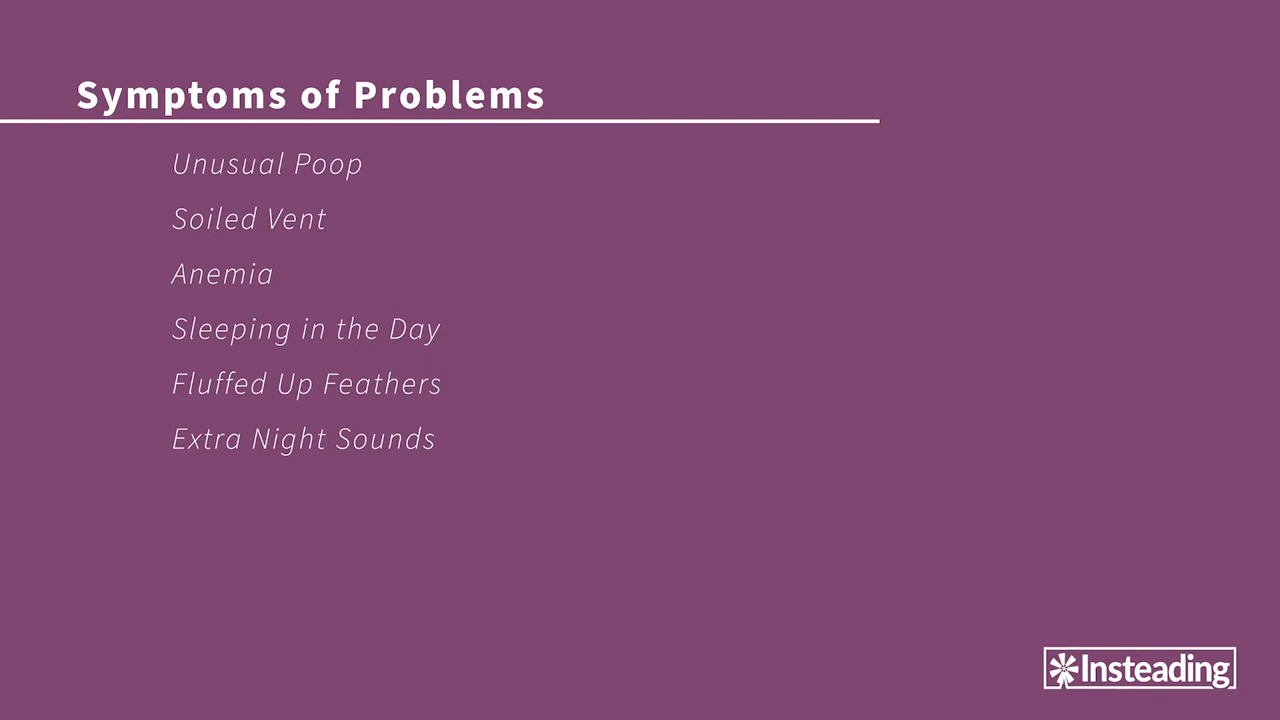 Symptoms of Problems
Unusual Poop
Soiled Vent
Anemia
Sleeping in the Day
Fluffed Up Feathers
Extra Night Sounds
Insteading